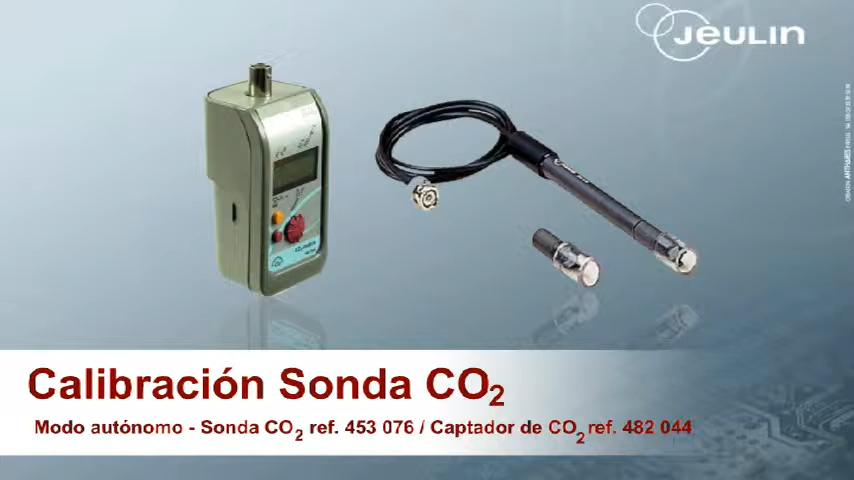 JEULIN
Calibración Sonda CO₂
Modo autónomo - Sonda CO₂ ref. 453 076 / Captador de CO₂ ref. 482 044